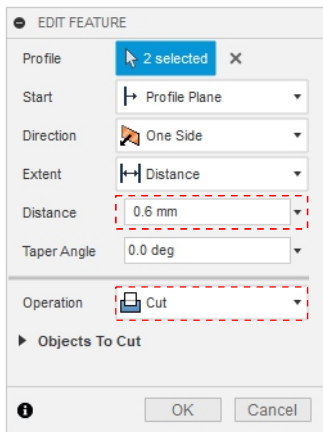 EDIT FEATURE
Profile 2 selected
Start Profile Plane
Direction One Side
Extent Distance
Distance 0.6 mm
Taper Angle 0.0 deg
Operation Cut
Objects To Cut
OK Cancel